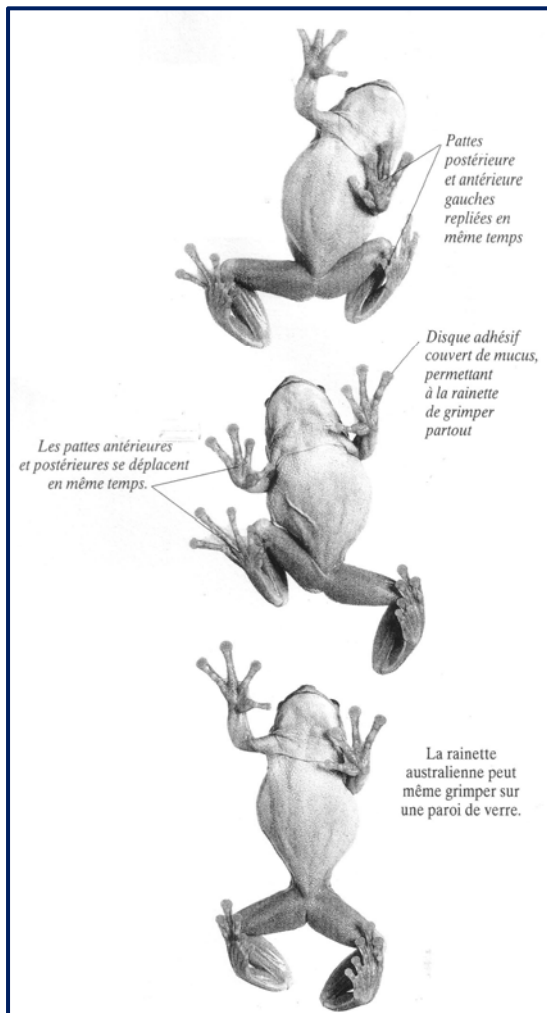 Pattes
postérieure
et antérieure
gauches
repliées en
même temps
Disque adhésif
couvert de mucus,
permettant
à la rainette
de grimper
partout
Les pattes antérieures
et postérieures se déplacent
en même temps.
La rainette
australienne peut
même grimper sur
une paroi de verre.